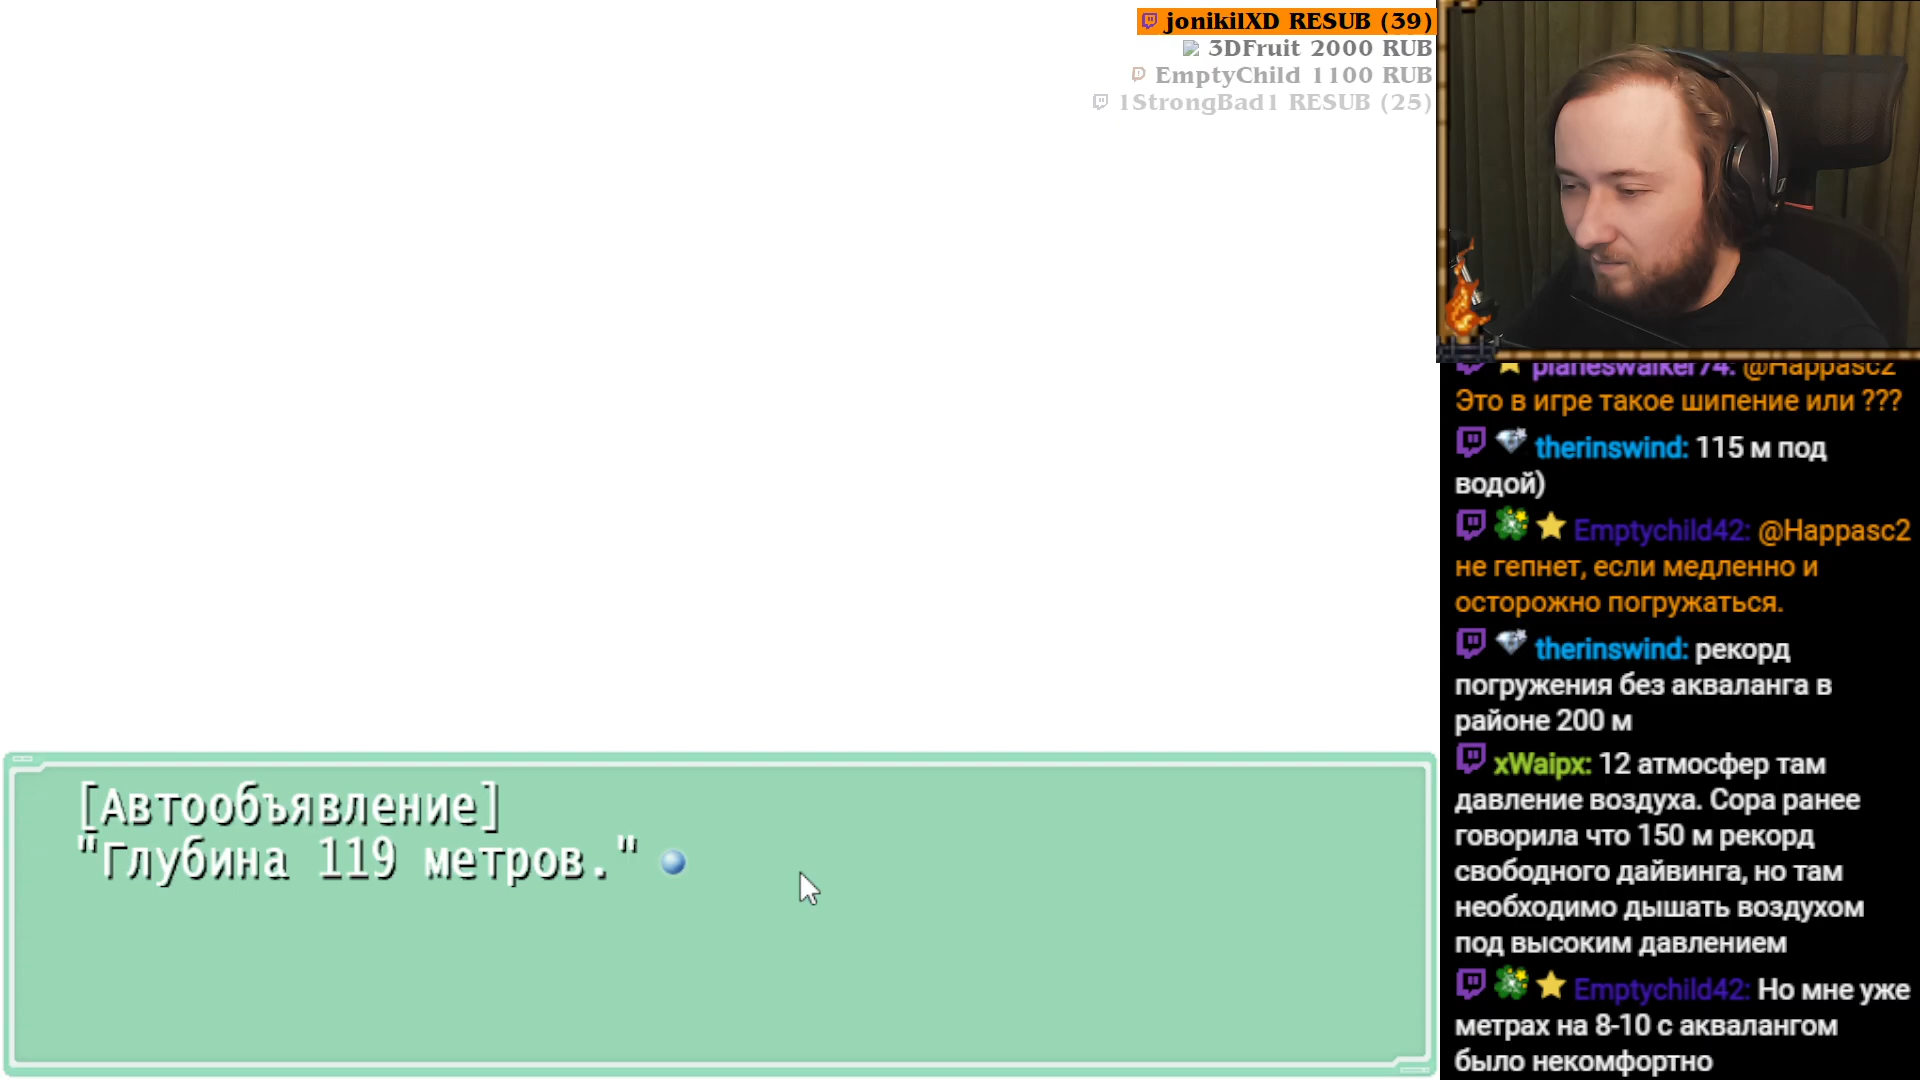 jonikilXD RESUB (39)
3DFruit 2000 RUB
EmptyChild 1100 RUB
1StrongBad1 RESUB (25)
planeswalker74: @Happasc2
Это в игре такое шипение или ???
therinswind: 115 м под
водой)
Emptychild42: @Happasc2
не гепнет, если медленно и
осторожно погружаться.
therinswind: рекорд
погружения без акваланга в
районе 200 м
xWaipx: 12 атмосфер там
давление воздуха. Сора ранее
говорила что 150 м рекорд
свободного дайвинга, но там
необходимо дышать воздухом
под высоким давлением
Emptychild42: Но мне уже
метрах на 8-10 с аквалангом
было некомфортно
[Автообъявление]
"Глубина 119 метров."